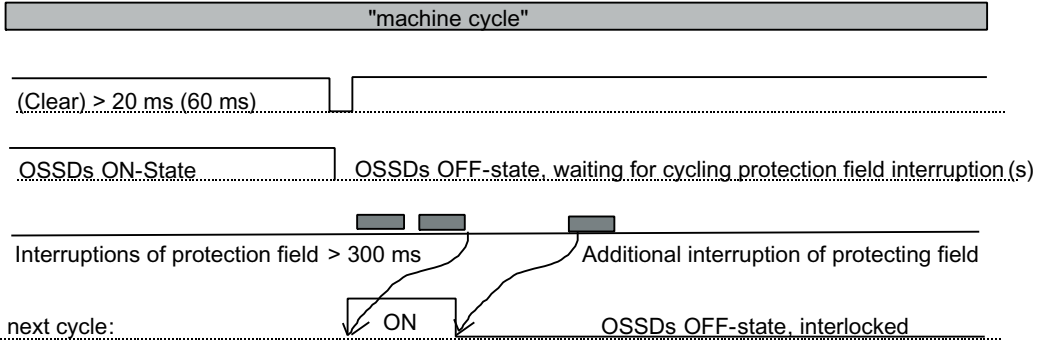 "machine cycle"
(Clear) > 20 ms (60 ms)
OSSDs ON-State OSSDs OFF-state, waiting for cycling protection field interruption (s)
Interruptions of protection field > 300 ms Additional interruption of protecting field
next cycle: ON OSSDs OFF-state, interlocked